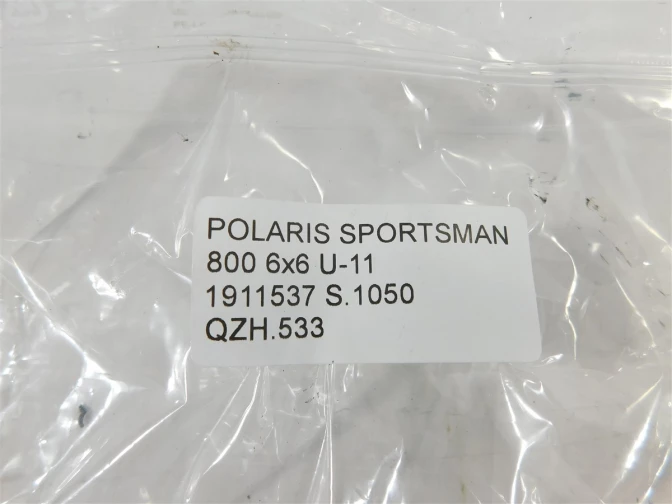 POLARIS SPORTSMAN
800 6x6 U-11
1911537 S.1050
QZH.533